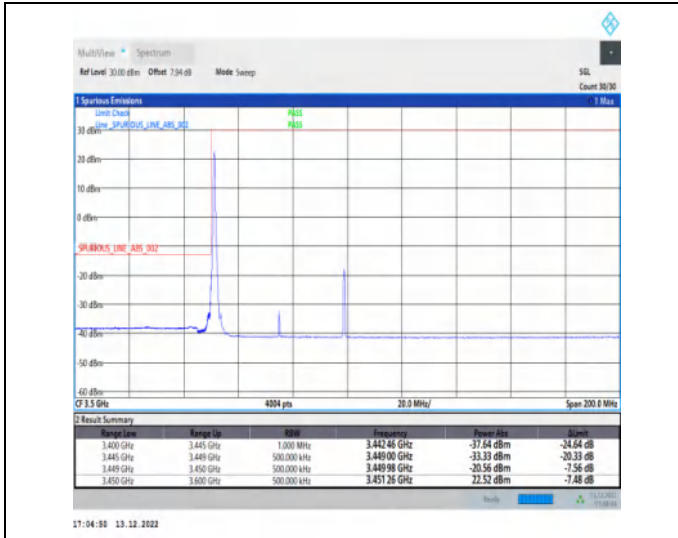 MultiView Spectrum
Ref Level 30.00 dBm Offset 7.94 dB Mode Sweep SGL
Count 30/30
1 Spurious Emissions 1 Max
Limit Check PASS
Line _SPURIOUS_LINE_ABS_002 PASS
30 dBm
20 dBm
10 dBm
0 dBm
_SPURIOUS_LINE_ABS_002
-20 dBm
-30 dBm
-40 dBm
-50 dBm
-60 dBm
CF 3.5 GHz 4004 pts 20.0 MHz/ Span 200.0 MHz
2 Result Summary
Range Low Range Up RBW Frequency Power Abs ΔLimit
3.400 GHz 3.445 GHz 1.000 MHz 3.442 46 GHz -37.64 dBm -24.64 dB
3.445 GHz 3.449 GHz 500.000 kHz 3.449 00 GHz -33.33 dBm -20.33 dB
3.449 GHz 3.450 GHz 500.000 kHz 3.449 98 GHz -20.56 dBm -7.56 dB
3.450 GHz 3.600 GHz 500.000 kHz 3.451 26 GHz 22.52 dBm -7.48 dB
Ready
17:04:50 13.12.2022